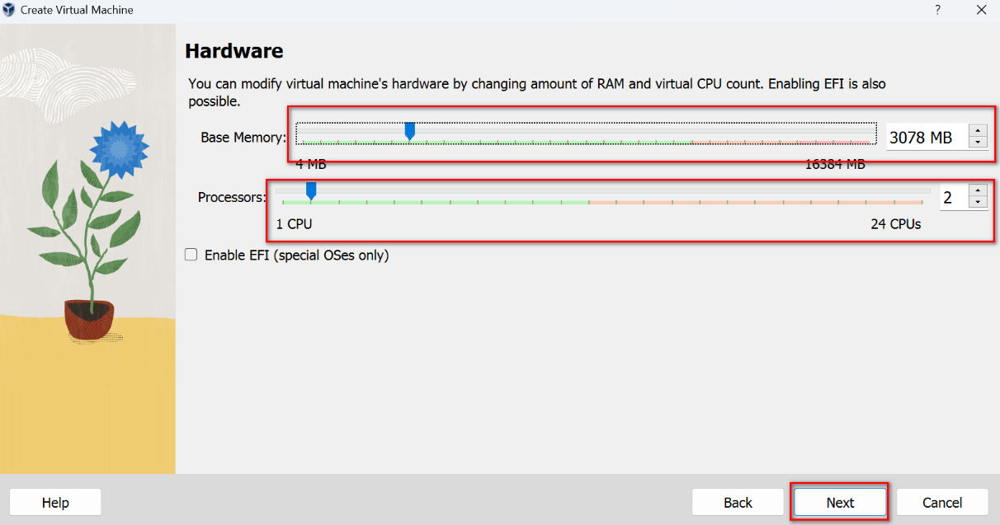 Create Virtual Machine
?
Hardware
You can modify virtual machine's hardware by changing amount of RAM and virtual CPU count. Enabling EFI is also
possible.
Base Memory:
3078 MB
4 MB
16384 MB
Processors:
2
1 CPU
24 CPUs
Enable EFI (special OSes only)
Help
Back
Next
Cancel